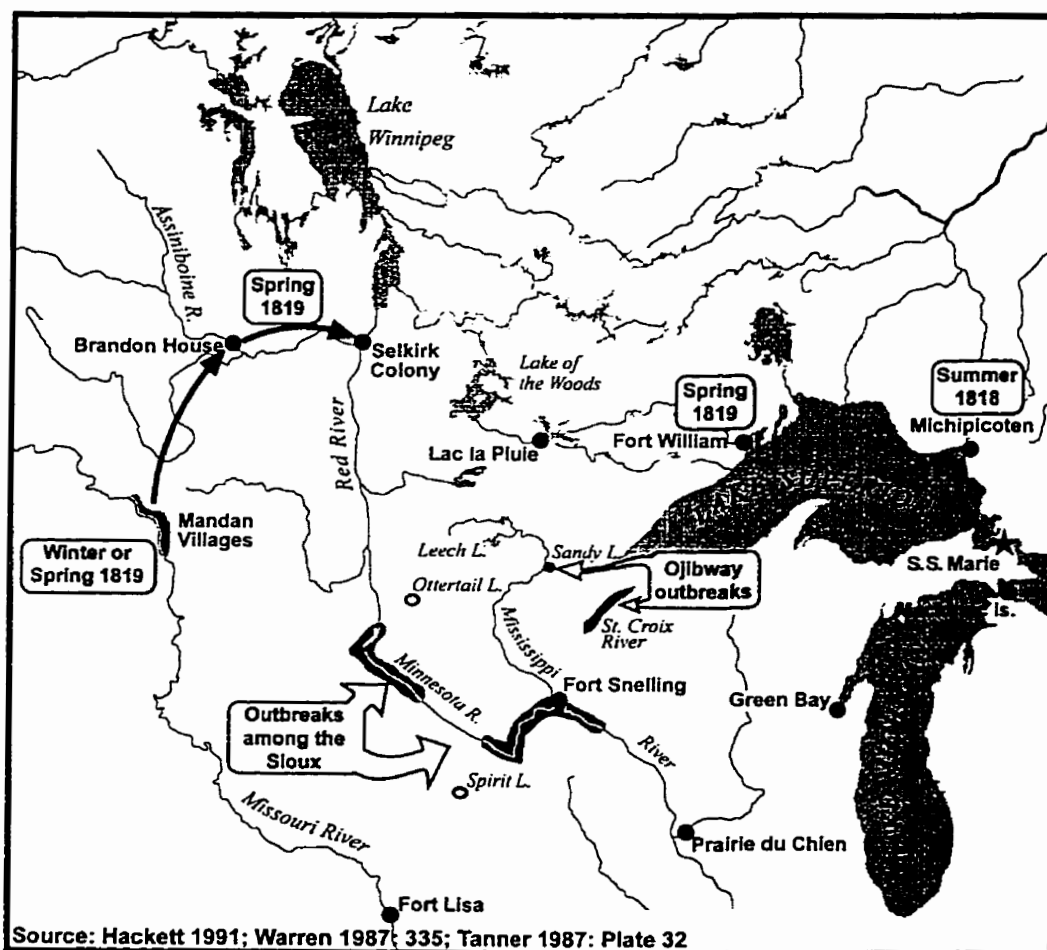 Lake
Winnipeg
Assiniboine R.
Spring
1819
Brandon House
Selkirk
Colony
Lake of
the Woods
Spring
1819
Summer
1818
Michipicoten
Fort William
Lac la Pluie
Red River
Mandan
Villages
Winter or
Spring 1819
Leech L.
Sandy L.
Ojibway
outbreaks
S.S. Marie
Ottertail L.
Is.
St. Croix
River
Mississippi
River
Minnesota R.
Fort Snelling
Green Bay
Outbreaks
among the
Sioux
Spirit L.
Missouri River
Prairie du Chien
Fort Lisa
Source: Hackett 1991; Warren 1987: 335; Tanner 1987: Plate 32